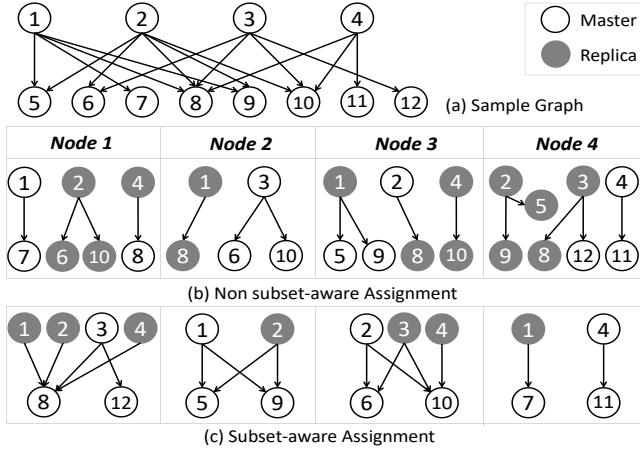 1 2 3 4 Master
Replica
5 6 7 8 9 10 11 12
(a) Sample Graph
Node 1 Node 2 Node 3 Node 4
1 2 4 1 3 1 2 4 2 5 3 4
7 6 10 8 8 6 10 5 9 8 10 9 8 12 11
(b) Non subset-aware Assignment
1 2 3 4 1 2 2 3 4 1 4
8 12 5 9 6 10 7 11
(c) Subset-aware Assignment